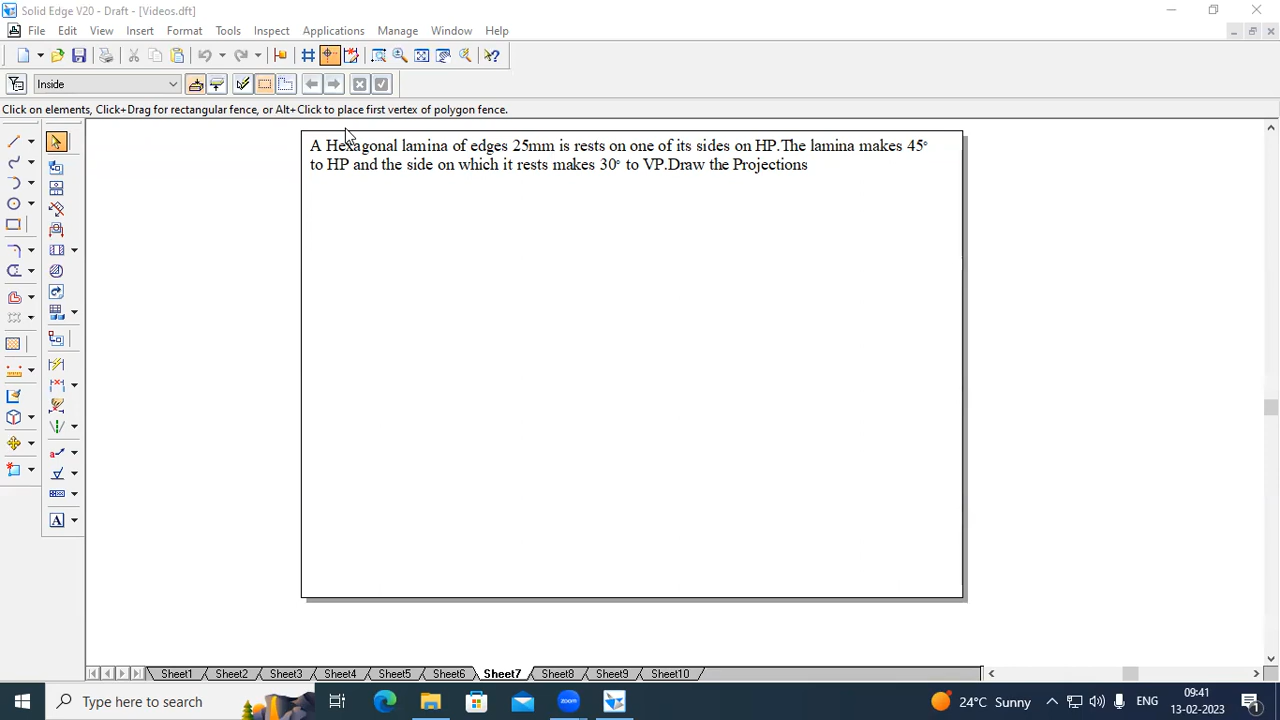 Solid Edge V20 - Draft - [Videos.dft]
File Edit View Insert Format Tools Inspect Applications Manage Window Help
Inside
Click on elements, Click+Drag for rectangular fence, or Alt+Click to place first vertex of polygon fence.
A Hexagonal lamina of edges 25mm is rests on one of its sides on HP.The lamina makes 45°
to HP and the side on which it rests makes 30° to VP.Draw the Projections
Sheet1 Sheet2 Sheet3 Sheet4 Sheet5 Sheet6 Sheet7 Sheet8 Sheet9 Sheet10
Type here to search
zoom
24°C Sunny
ENG
09:41
13-02-2023
1